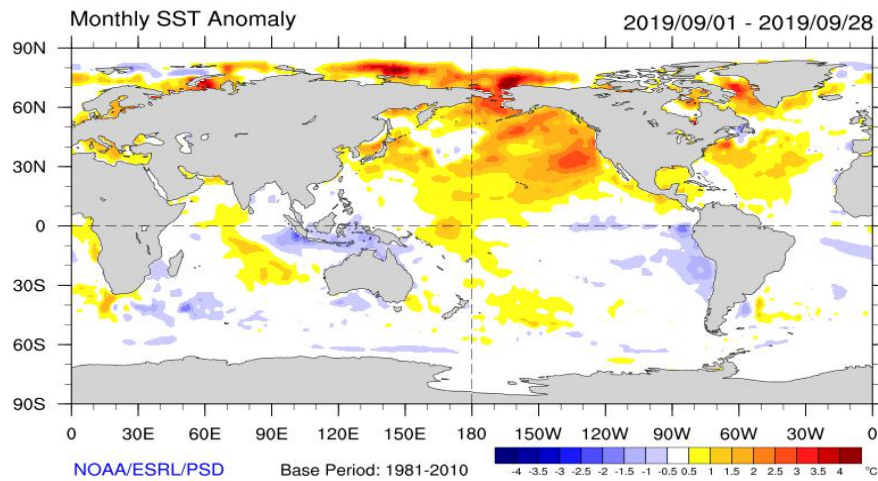 Monthly SST Anomaly 2019/09/01 - 2019/09/28
90N
60N
30N
0
30S
60S
90S
0 30E 60E 90E 120E 150E 180 150W 120W 90W 60W 30W 0
NOAA/ESRL/PSD Base Period: 1981-2010
-4 -3.5 -3 -2.5 -2 -1.5 -1 -0.5 0.5 1 1.5 2 2.5 3 3.5 4 °C